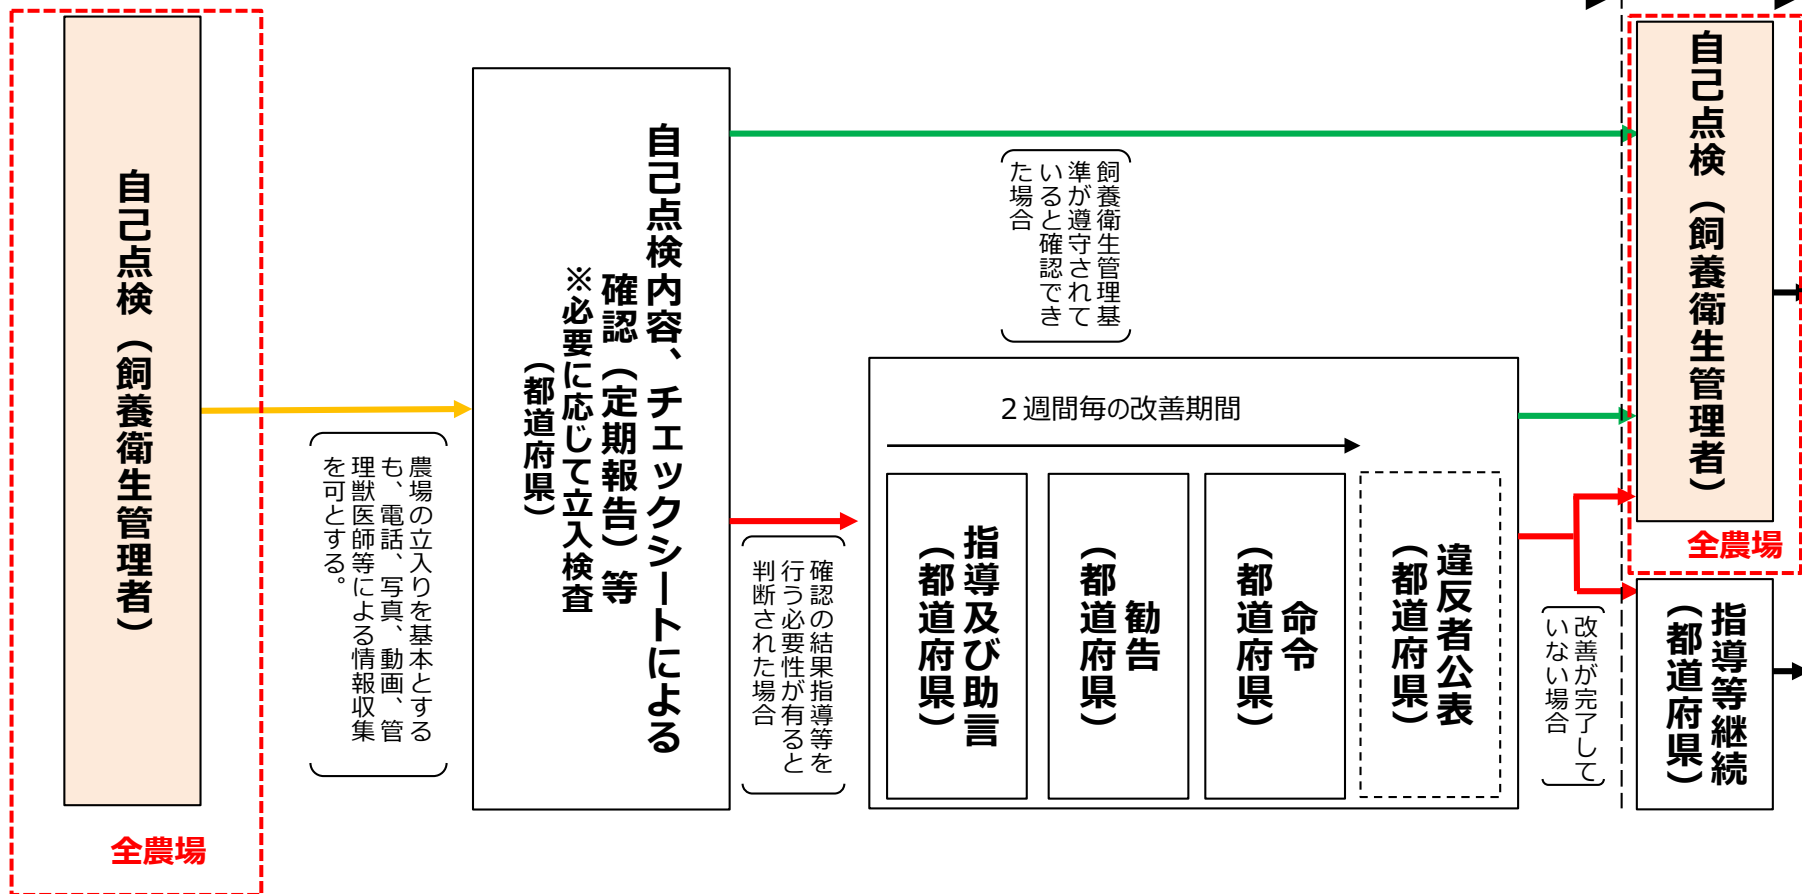 自己点検（飼養衛生管理者）
全農場
農場の立入りを基本とする
も、電話、写真、動画、管
理獣医師等による情報収集
を可とする。
自己点検内容、チェックシートによる
確認（定期報告）等
※必要に応じて立入検査
（都道府県）
飼養衛生管理基
準が遵守されて
いると確認でき
た場合
確認の結果指導等を
行う必要性が有ると
判断された場合
２週間毎の改善期間
指導及び助言
（都道府県）
勧告
（都道府県）
命令
（都道府県）
違反者公表
（都道府県）
改善が完了して
いない場合
自己点検（飼養衛生管理者）
全農場
指導等継続
（都道府県）